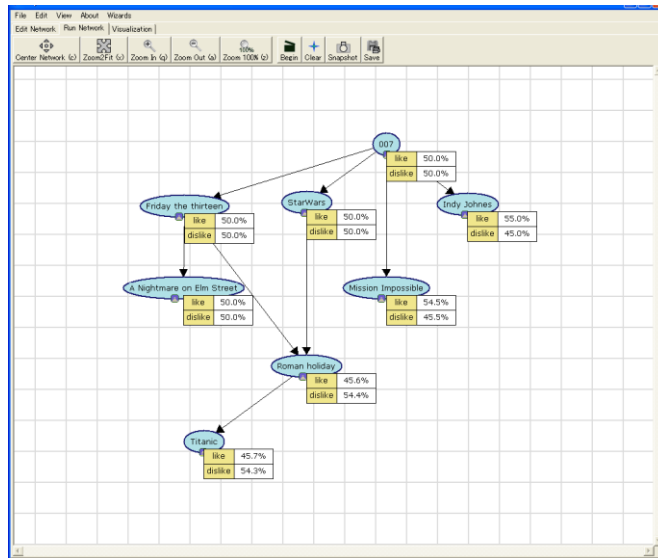 File Edit View About Wizards
Edit Network Run Network Visualization
Center Network (c) Zoom2Fit (v) Zoom In (q) Zoom Out (a) Zoom 100% (z) Begin Clear Snapshot Save
100%
007
like 50.0%
dislike 50.0%
Friday the thirteen
like 50.0%
dislike 50.0%
StarWars
like 50.0%
dislike 50.0%
Indy Johnes
like 55.0%
dislike 45.0%
A Nightmare on Elm Street
like 50.0%
dislike 50.0%
Mission Impossible
like 54.5%
dislike 45.5%
Roman holiday
like 45.6%
dislike 54.4%
Titanic
like 45.7%
dislike 54.3%